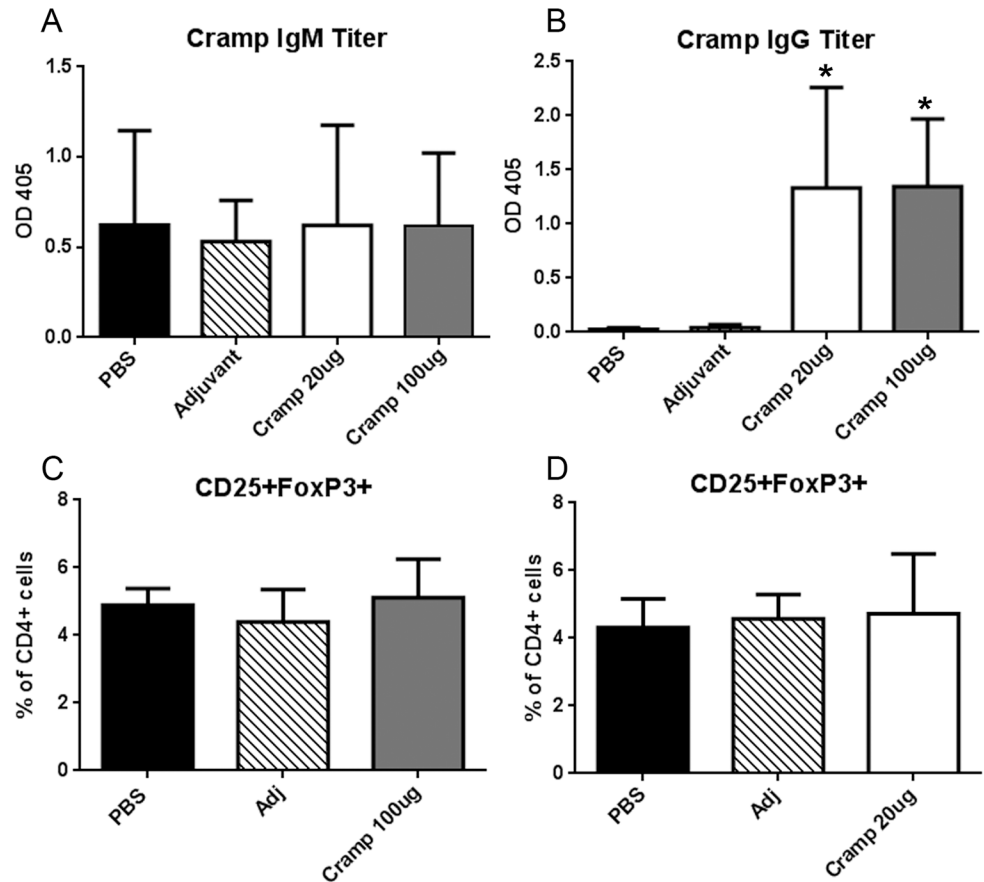 A
Cramp IgM Titer
OD 405
1.5
1.0
0.5
0.0
PBS
Adjuvant
Cramp 20ug
Cramp 100ug
B
Cramp IgG Titer
OD 405
2.5
2.0
1.5
1.0
0.5
0.0
*
*
PBS
Adjuvant
Cramp 20ug
Cramp 100ug
C
CD25+FoxP3+
% of CD4+ cells
8
6
4
2
0
PBS
Adj
Cramp 100ug
D
CD25+FoxP3+
% of CD4+ cells
8
6
4
2
0
PBS
Adj
Cramp 20ug